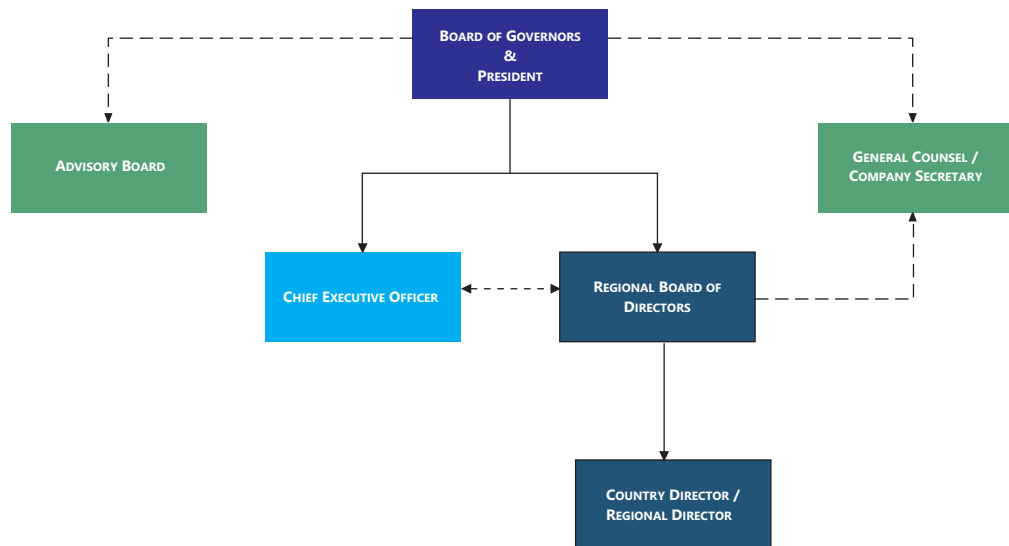 Board of Governors
&
President
Advisory Board
General Counsel /
Company Secretary
Chief Executive Officer
Regional Board of
Directors
Country Director /
Regional Director